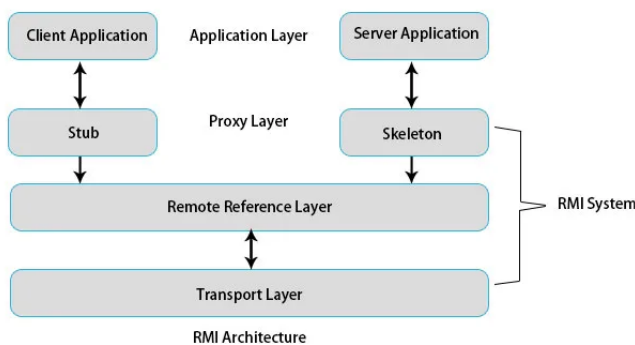 Client Application
Application Layer
Server Application
Stub
Proxy Layer
Skeleton
Remote Reference Layer
RMI System
Transport Layer
RMI Architecture